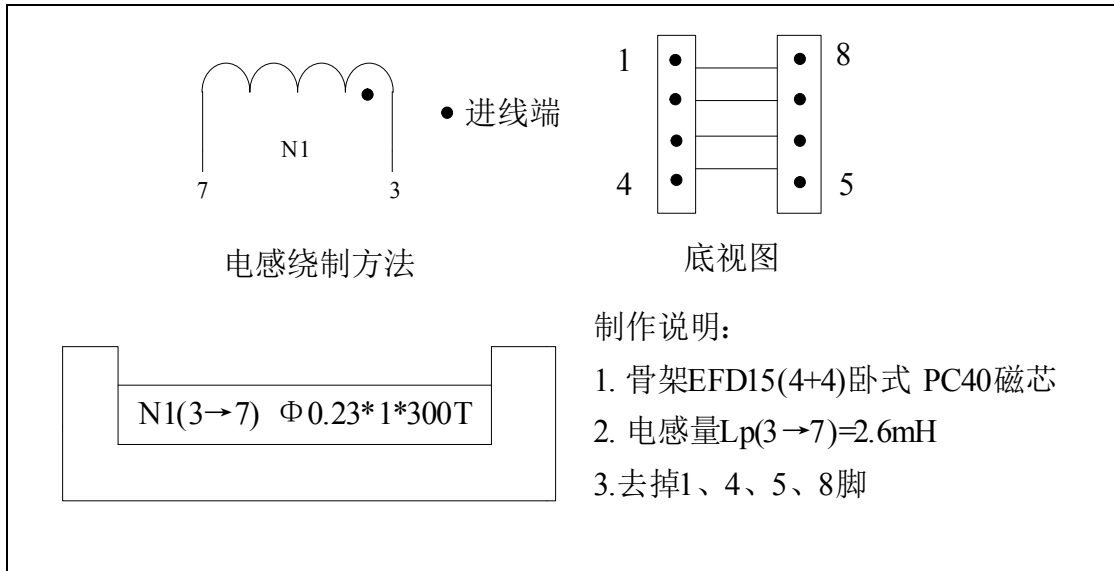 N1
7
3
● 进线端
电感绕制方法
1
8
4
5
底视图
N1(3→7) Φ0.23*1*300T
制作说明:
1. 骨架EFD15(4+4)卧式 PC40磁芯
2. 电感量Lp(3→7)=2.6mH
3.去掉1、4、5、8脚